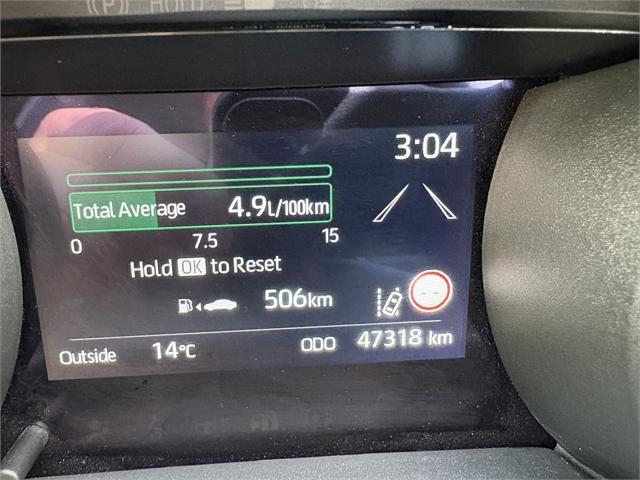 HOLD
3:04
Total Average 4.9L/100km
0 7.5 15
Hold OK to Reset
506km
Outside 14°C ODO 47318 km